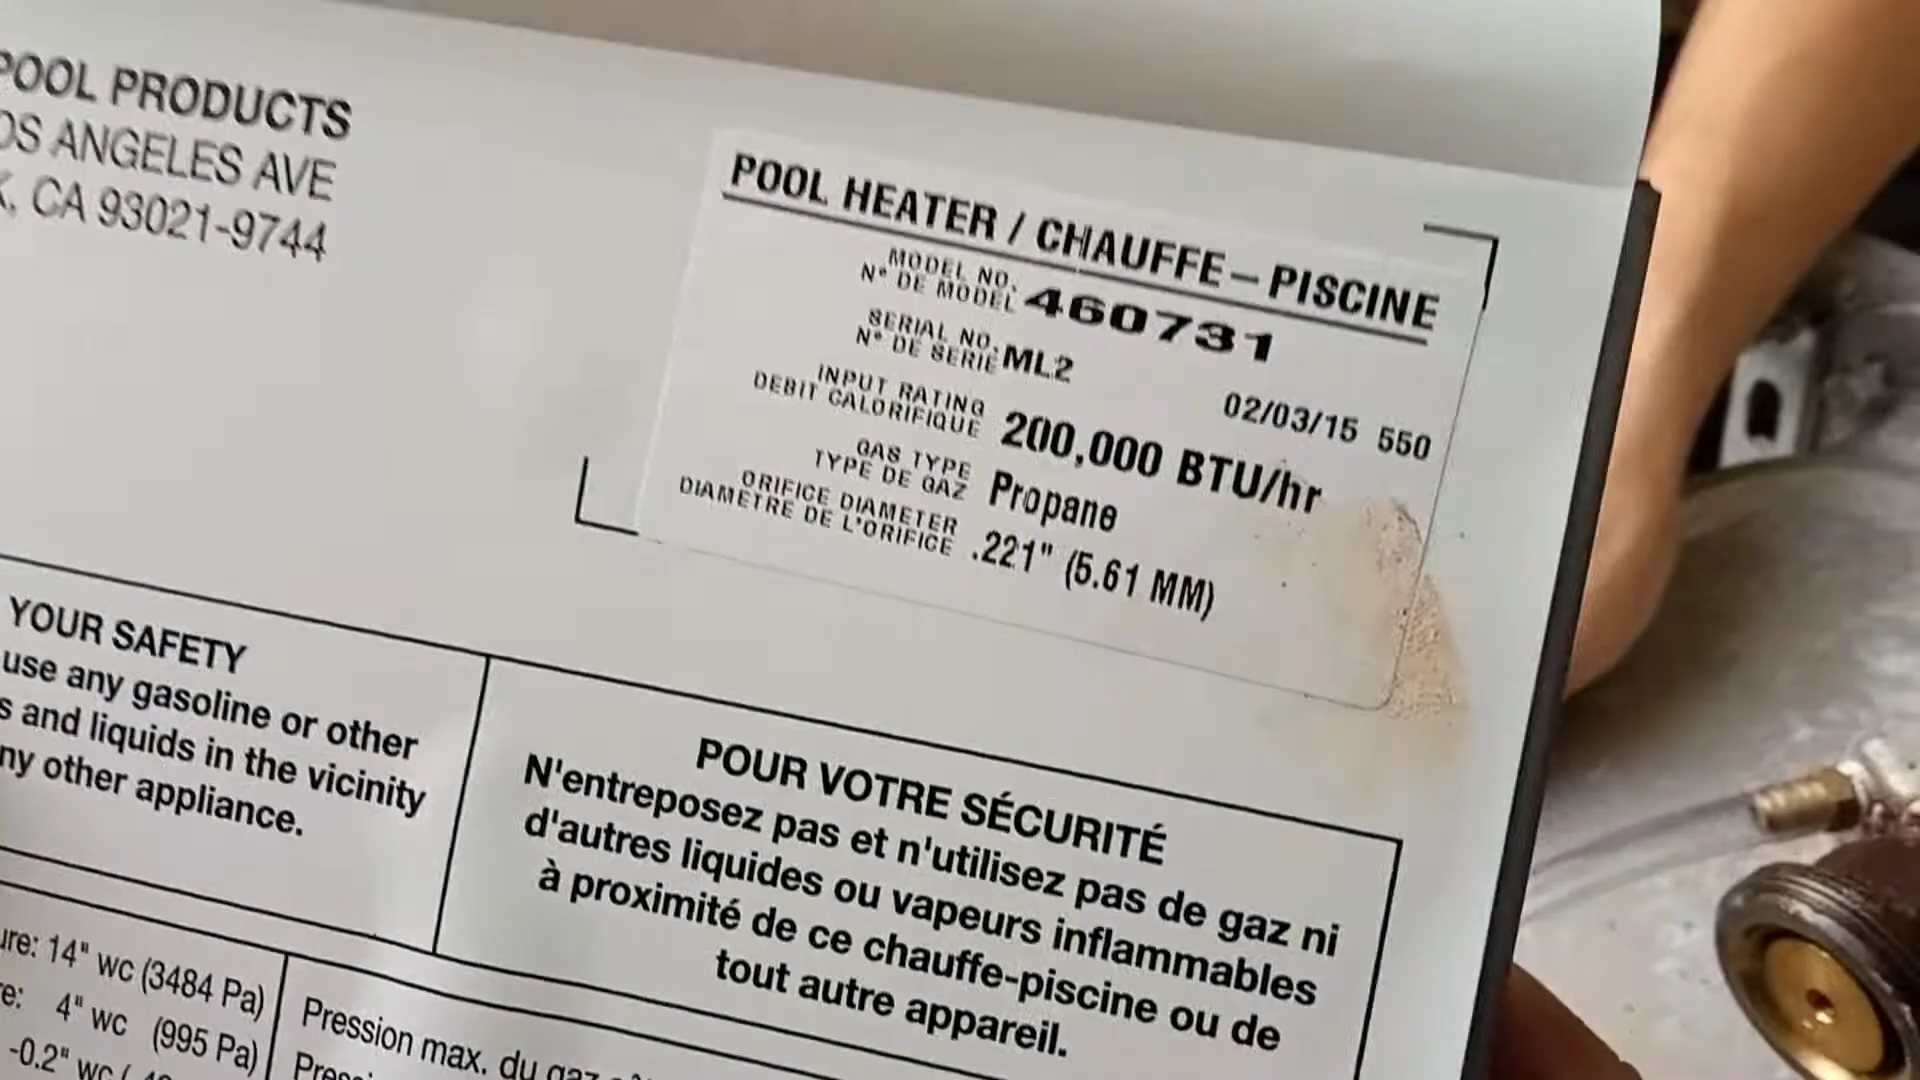 POOL PRODUCTS
OS ANGELES AVE
, CA 93021-9744
POOL HEATER / CHAUFFE-PISCINE
MODEL NO.
N° DE MODEL 460731
SERIAL NO.
N° DE SERIE ML2
02/03/15 550
INPUT RATING
DEBIT CALORIFIQUE 200,000 BTU/hr
GAS TYPE
TYPE DE GAZ Propane
ORIFICE DIAMETER
DIAMETRE DE L'ORIFICE .221" (5.61 MM)
YOUR SAFETY
use any gasoline or other
s and liquids in the vicinity
ny other appliance.
POUR VOTRE SÉCURITÉ
N'entreposez pas et n'utilisez pas de gaz ni
d'autres liquides ou vapeurs inflammables
à proximité de ce chauffe-piscine ou de
tout autre appareil.
ure: 14" wc (3484 Pa)
re: 4" wc (995 Pa)
-0.2" wc (
Pression max. du gaz